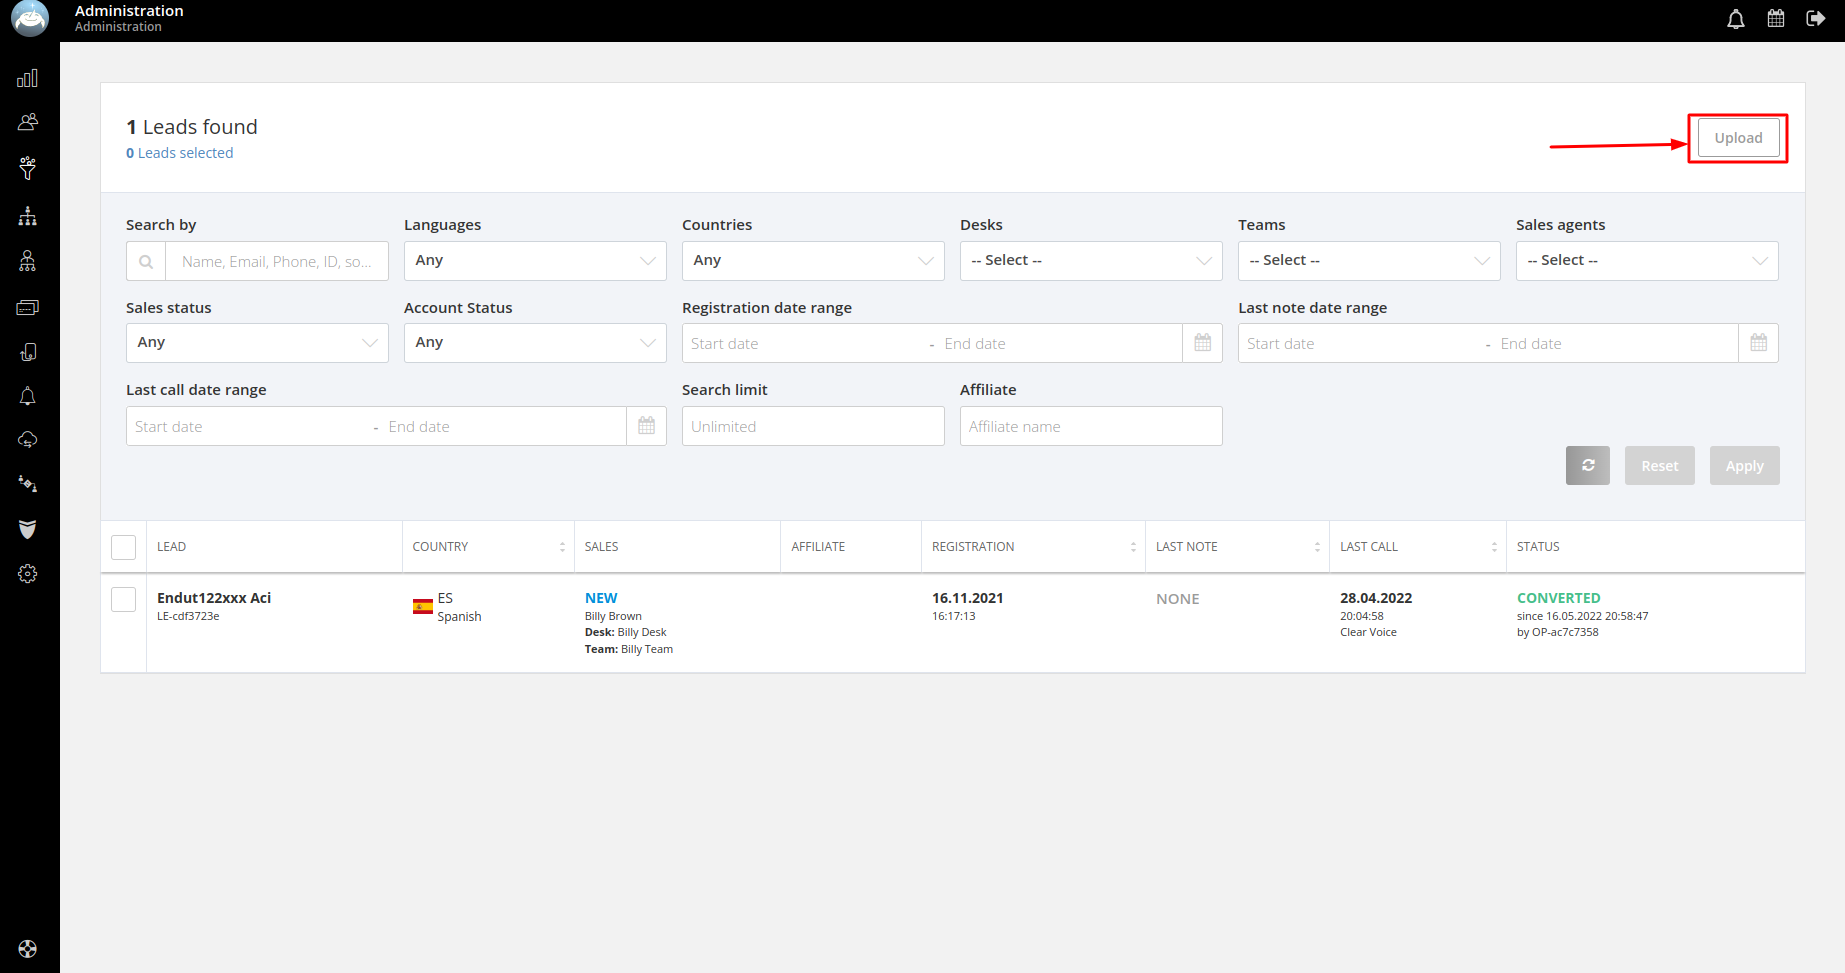 Administration
Administration
1 Leads found
0 Leads selected
Upload
Search by
Languages
Countries
Desks
Teams
Sales agents
Name, Email, Phone, ID, so...
Any
Any
-- Select --
-- Select --
-- Select --
Sales status
Account Status
Registration date range
Last note date range
Any
Any
Start date - End date
Start date - End date
Last call date range
Search limit
Affiliate
Start date - End date
Unlimited
Affiliate name
Reset
Apply
LEAD
COUNTRY
SALES
AFFILIATE
REGISTRATION
LAST NOTE
LAST CALL
STATUS
Endut122xxx Aci
LE-cdf3723e
ES
Spanish
NEW
Billy Brown
Desk: Billy Desk
Team: Billy Team
16.11.2021
16:17:13
NONE
28.04.2022
20:04:58
Clear Voice
CONVERTED
since 16.05.2022 20:58:47
by OP-ac7c7358